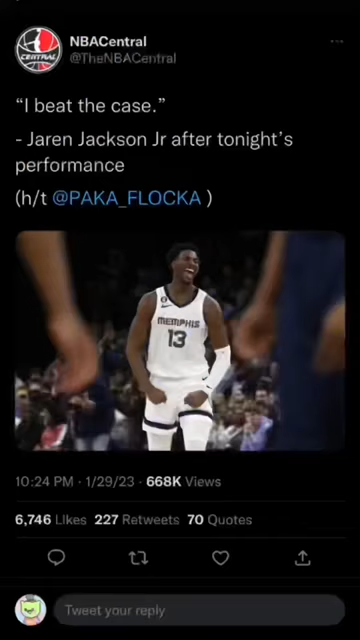 NBACentral
CENTRAL
@TheNBACentral
“I beat the case.”
- Jaren Jackson Jr after tonight’s
performance
(h/t @PAKA_FLOCKA )
MEMPHIS
13
10:24 PM · 1/29/23 · 668K Views
6,746 Likes 227 Retweets 70 Quotes
Tweet your reply